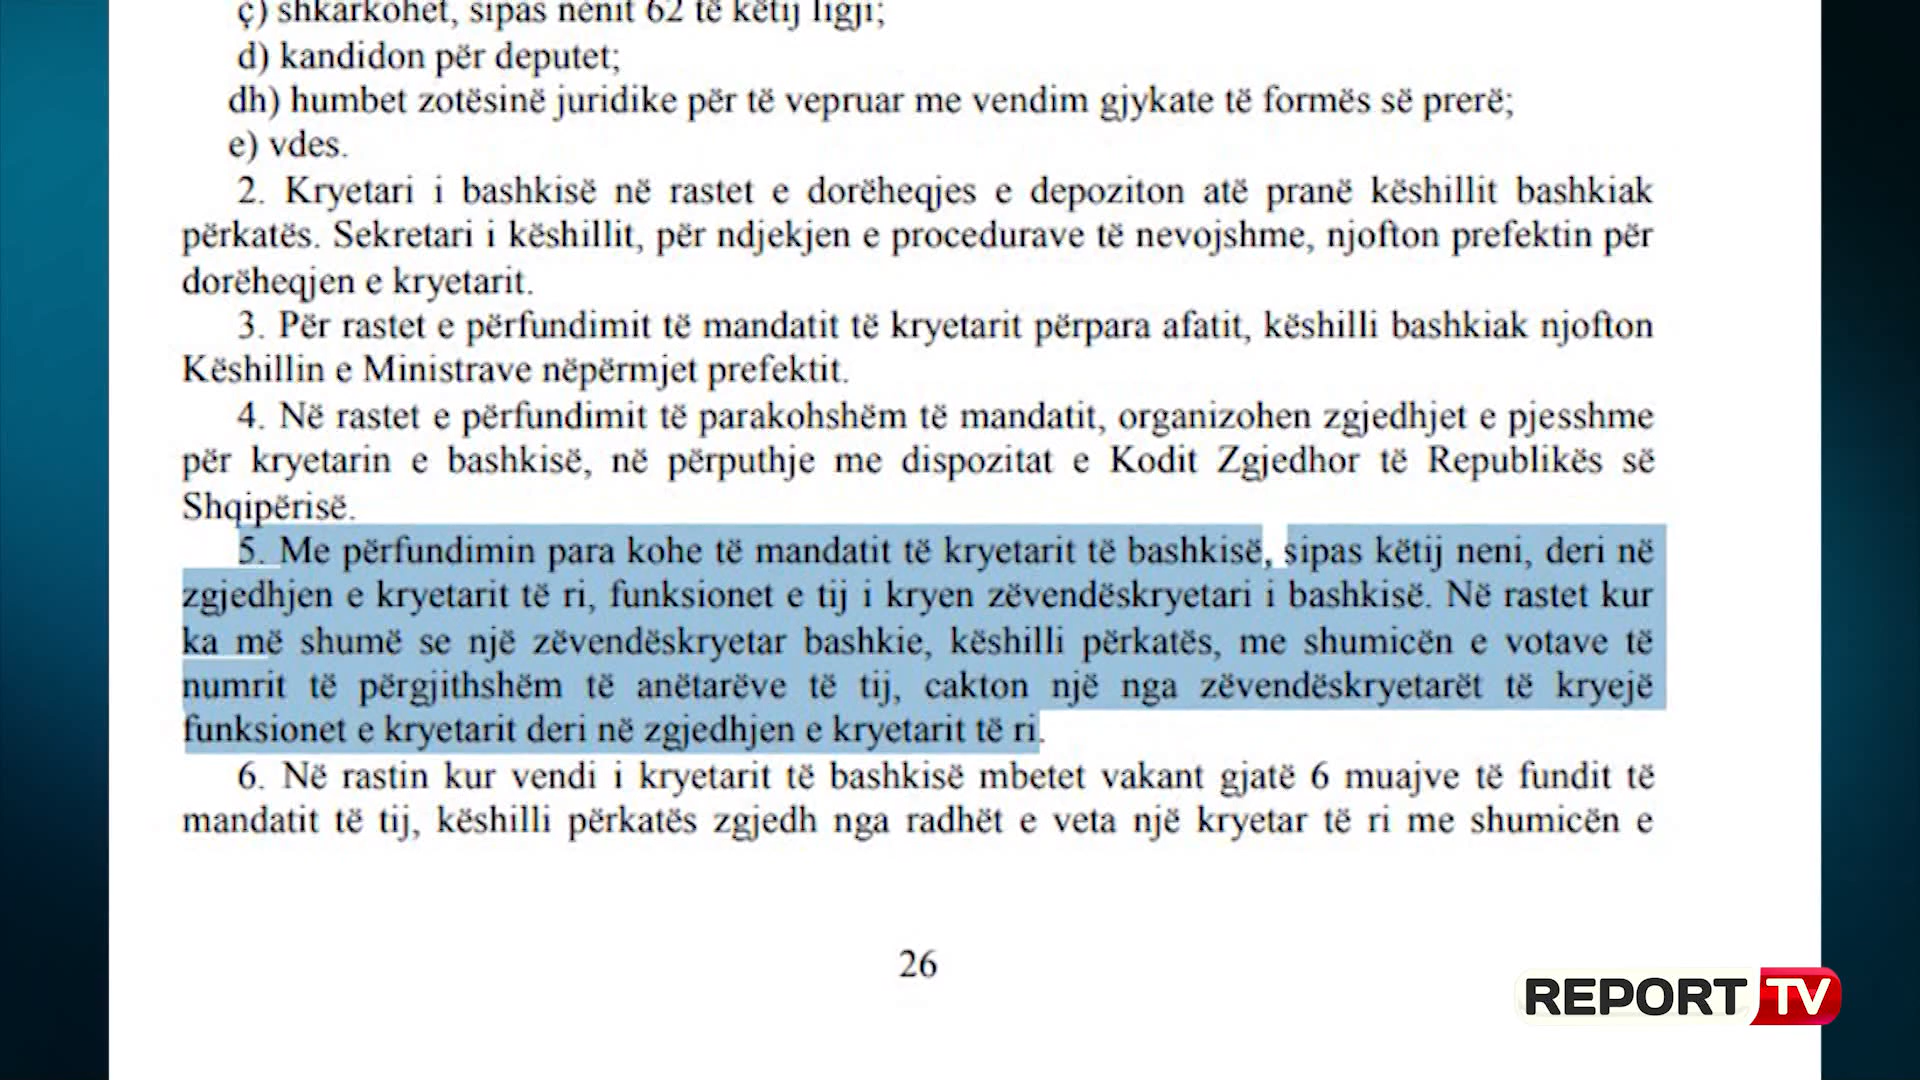 ç) shkarkohet, sipas nenit 62 të këtij ligji;
d) kandidon për deputet;
dh) humbet zotësinë juridike për të vepruar me vendim gjykate të formës së prerë;
e) vdes.
2. Kryetari i bashkisë në rastet e dorëheqjes e depoziton atë pranë këshillit bashkiak
përkatës. Sekretari i këshillit, për ndjekjen e procedurave të nevojshme, njofton prefektin për
dorëheqjen e kryetarit.
3. Për rastet e përfundimit të mandatit të kryetarit përpara afatit, këshilli bashkiak njofton
Këshillin e Ministrave nëpërmjet prefektit.
4. Në rastet e përfundimit të parakohshëm të mandatit, organizohen zgjedhjet e pjesshme
për kryetarin e bashkisë, në përputhje me dispozitat e Kodit Zgjedhor të Republikës së
Shqipërisë.
5. Me përfundimin para kohe të mandatit të kryetarit të bashkisë, sipas këtij neni, deri në
zgjedhjen e kryetarit të ri, funksionet e tij i kryen zëvendëskryetari i bashkisë. Në rastet kur
ka më shumë se një zëvendëskryetar bashkie, këshilli përkatës, me shumicën e votave të
numrit të përgjithshëm të anëtarëve të tij, cakton një nga zëvendëskryetarët të kryejë
funksionet e kryetarit deri në zgjedhjen e kryetarit të ri.
6. Në rastin kur vendi i kryetarit të bashkisë mbetet vakant gjatë 6 muajve të fundit të
mandatit të tij, këshilli përkatës zgjedh nga radhët e veta një kryetar të ri me shumicën e
26
REPORT TV